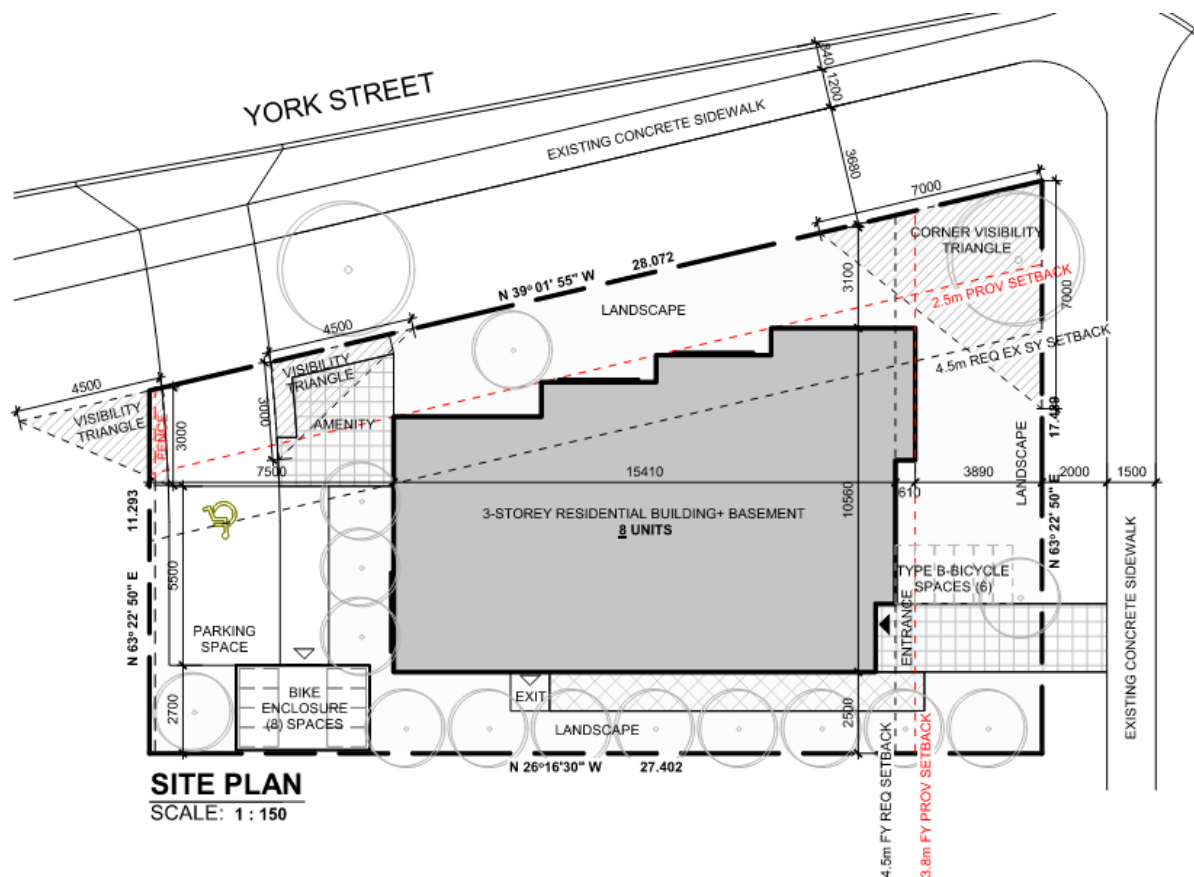 YORK STREET
840
1200
EXISTING CONCRETE SIDEWALK
3680
7000
CORNER VISIBILITY
TRIANGLE
7000
28.072
N 39° 01' 55" W
3100
2.5m PROV SETBACK
LANDSCAPE
4500
4.5m REQ EX SY SETBACK
VISIBILITY
TRIANGLE
4500
VISIBILITY
TRIANGLE
FENCE
3000
3000
AMENITY
17.489
LANDSCAPE
7500
15410
610
3890
2000
1500
11.293
10560
3-STOREY RESIDENTIAL BUILDING+ BASEMENT
8 UNITS
N 63° 22' 50" E
N 63° 22' 50" E
5500
TYPE B-BICYCLE
SPACES (6)
ENTRANCE
PARKING
SPACE
EXISTING CONCRETE SIDEWALK
BIKE
ENCLOSURE
(8) SPACES
EXIT
2700
2500
LANDSCAPE
N 26°16'30" W
27.402
4.5m FY REQ SETBACK
3.8m FY PROV SETBACK
SITE PLAN
SCALE: 1 : 150